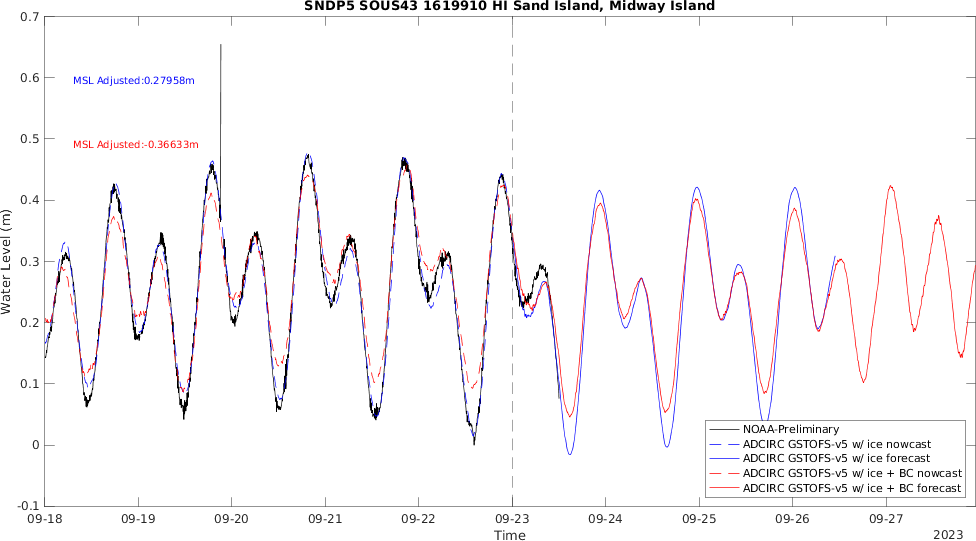 SNDP5 SOUS43 1619910 HI Sand Island, Midway Island
0.7
0.6
0.5
0.4
0.3
0.2
0.1
0
-0.1
Water Level (m)
MSL Adjusted:0.27958m
MSL Adjusted:-0.36633m
NOAA-Preliminary
ADCIRC GSTOFS-v5 w/ ice nowcast
ADCIRC GSTOFS-v5 w/ ice forecast
ADCIRC GSTOFS-v5 w/ ice + BC nowcast
ADCIRC GSTOFS-v5 w/ ice + BC forecast
09-18 09-19 09-20 09-21 09-22 09-23 09-24 09-25 09-26 09-27
Time
2023